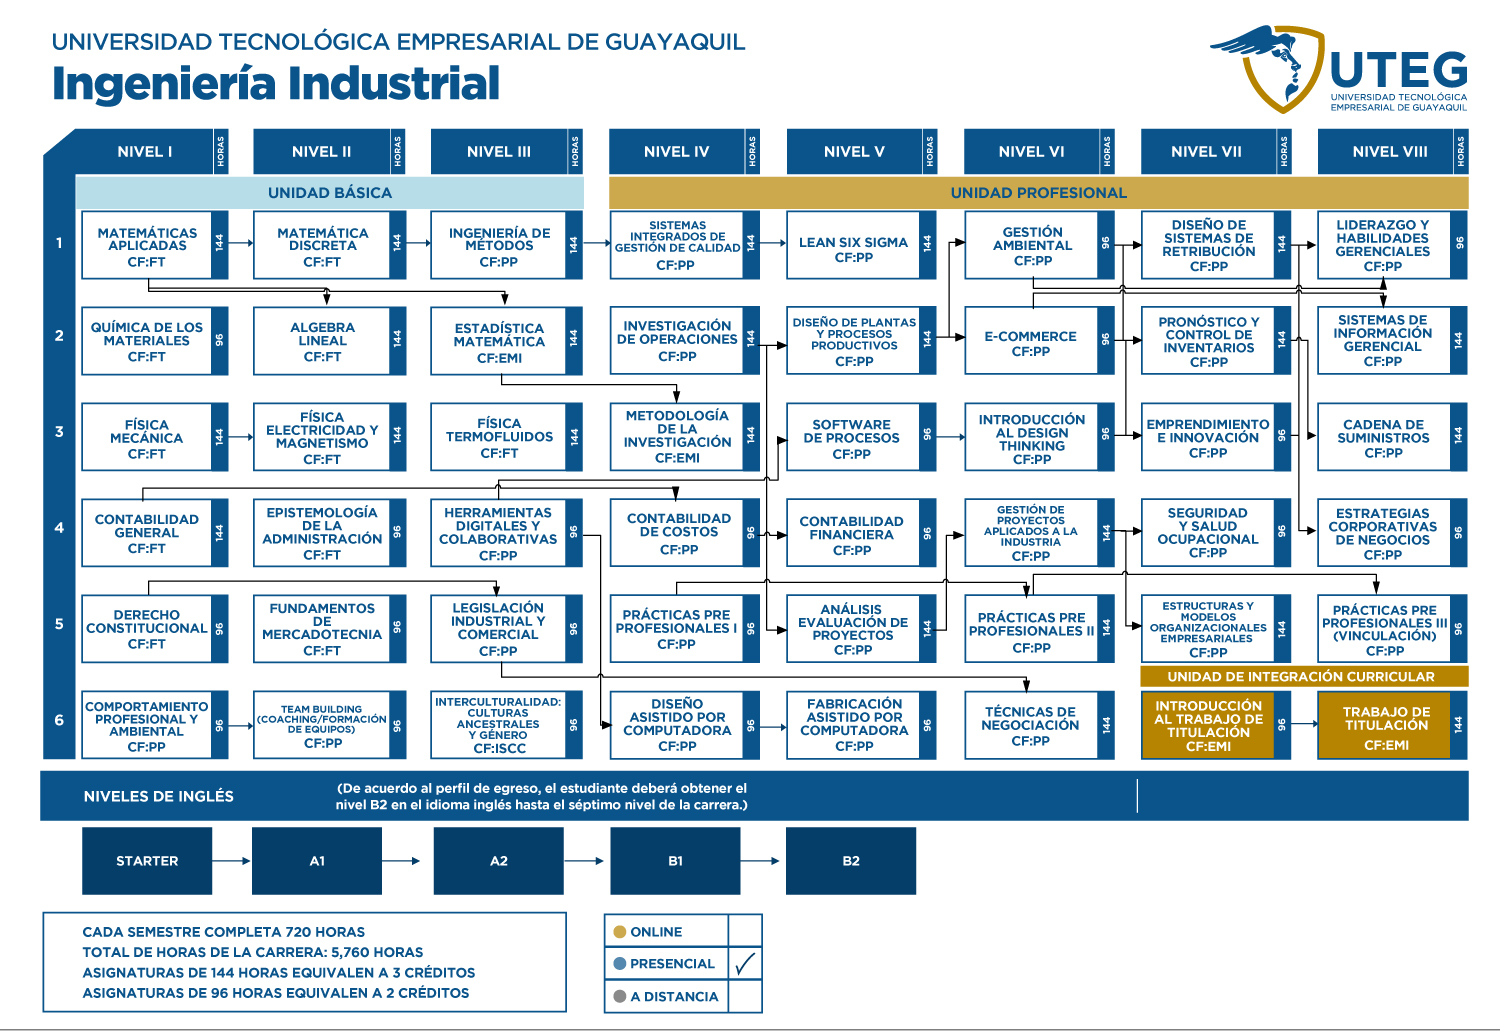 UNIVERSIDAD TECNOLÓGICA EMPRESARIAL DE GUAYAQUIL
Ingeniería Industrial
UTEG
UNIVERSIDAD TECNOLÓGICA
EMPRESARIAL DE GUAYAQUIL
NIVEL I
HORAS
NIVEL II
HORAS
NIVEL III
HORAS
NIVEL IV
HORAS
NIVEL V
HORAS
NIVEL VI
HORAS
NIVEL VII
HORAS
NIVEL VIII
HORAS
UNIDAD BÁSICA
UNIDAD PROFESIONAL
1
MATEMÁTICAS
APLICADAS
CF:FT
144
MATEMÁTICA
DISCRETA
CF:FT
144
INGENIERÍA DE
MÉTODOS
CF:PP
144
SISTEMAS
INTEGRADOS DE
GESTIÓN DE CALIDAD
CF:PP
144
LEAN SIX SIGMA
CF:PP
144
GESTIÓN
AMBIENTAL
CF:PP
96
DISEÑO DE
SISTEMAS DE
RETRIBUCIÓN
CF:PP
144
LIDERAZGO Y
HABILIDADES
GERENCIALES
CF:PP
96
2
QUÍMICA DE LOS
MATERIALES
CF:FT
96
ALGEBRA
LINEAL
CF:FT
144
ESTADÍSTICA
MATEMÁTICA
CF:EMI
144
INVESTIGACIÓN
DE OPERACIONES
CF:PP
144
DISEÑO DE PLANTAS
Y PROCESOS
PRODUCTIVOS
CF:PP
144
E-COMMERCE
CF:PP
96
PRONÓSTICO Y
CONTROL DE
INVENTARIOS
CF:PP
144
SISTEMAS DE
INFORMACIÓN
GERENCIAL
CF:PP
144
3
FÍSICA
MECÁNICA
CF:FT
144
FÍSICA
ELECTRICIDAD Y
MAGNETISMO
CF:FT
144
FÍSICA
TERMOFLUIDOS
CF:FT
144
METODOLOGÍA
DE LA
INVESTIGACIÓN
CF:EMI
144
SOFTWARE
DE PROCESOS
CF:PP
96
INTRODUCCIÓN
AL DESIGN
THINKING
CF:PP
96
EMPRENDIMIENTO
E INNOVACIÓN
CF:PP
96
CADENA DE
SUMINISTROS
CF:PP
144
4
CONTABILIDAD
GENERAL
CF:FT
144
EPISTEMOLOGÍA
DE LA
ADMINISTRACIÓN
CF:FT
96
HERRAMIENTAS
DIGITALES Y
COLABORATIVAS
CF:PP
96
CONTABILIDAD
DE COSTOS
CF:PP
96
CONTABILIDAD
FINANCIERA
CF:PP
96
GESTIÓN DE
PROYECTOS
APLICADOS A LA
INDUSTRIA
CF:PP
144
SEGURIDAD
Y SALUD
OCUPACIONAL
CF:PP
96
ESTRATEGIAS
CORPORATIVAS
DE NEGOCIOS
CF:PP
96
5
DERECHO
CONSTITUCIONAL
CF:FT
96
FUNDAMENTOS
DE
MERCADOTECNIA
CF:FT
96
LEGISLACIÓN
INDUSTRIAL Y
COMERCIAL
CF:PP
96
PRÁCTICAS PRE
PROFESIONALES I
CF:PP
96
ANÁLISIS
EVALUACIÓN DE
PROYECTOS
CF:PP
144
PRÁCTICAS PRE
PROFESIONALES II
CF:PP
144
ESTRUCTURAS Y
MODELOS
ORGANIZACIONALES
EMPRESARIALES
CF:PP
144
PRÁCTICAS PRE
PROFESIONALES III
(VINCULACIÓN)
CF:PP
96
UNIDAD DE INTEGRACIÓN CURRICULAR
6
COMPORTAMIENTO
PROFESIONAL Y
AMBIENTAL
CF:PP
96
TEAM BUILDING
(COACHING/FORMACIÓN
DE EQUIPOS)
CF:PP
96
INTERCULTURALIDAD:
CULTURAS
ANCESTRALES
Y GÉNERO
CF:ISCC
96
DISEÑO
ASISTIDO POR
COMPUTADORA
CF:PP
96
FABRICACIÓN
ASISTIDO POR
COMPUTADORA
CF:PP
96
TÉCNICAS DE
NEGOCIACIÓN
CF:PP
144
INTRODUCCIÓN
AL TRABAJO DE
TITULACIÓN
CF:EMI
96
TRABAJO DE
TITULACIÓN
CF:EMI
144
NIVELES DE INGLÉS
(De acuerdo al perfil de egreso, el estudiante deberá obtener el
nivel B2 en el idioma inglés hasta el séptimo nivel de la carrera.)
STARTER
A1
A2
B1
B2
CADA SEMESTRE COMPLETA 720 HORAS
TOTAL DE HORAS DE LA CARRERA: 5,760 HORAS
ASIGNATURAS DE 144 HORAS EQUIVALEN A 3 CRÉDITOS
ASIGNATURAS DE 96 HORAS EQUIVALEN A 2 CRÉDITOS
ONLINE
PRESENCIAL
A DISTANCIA